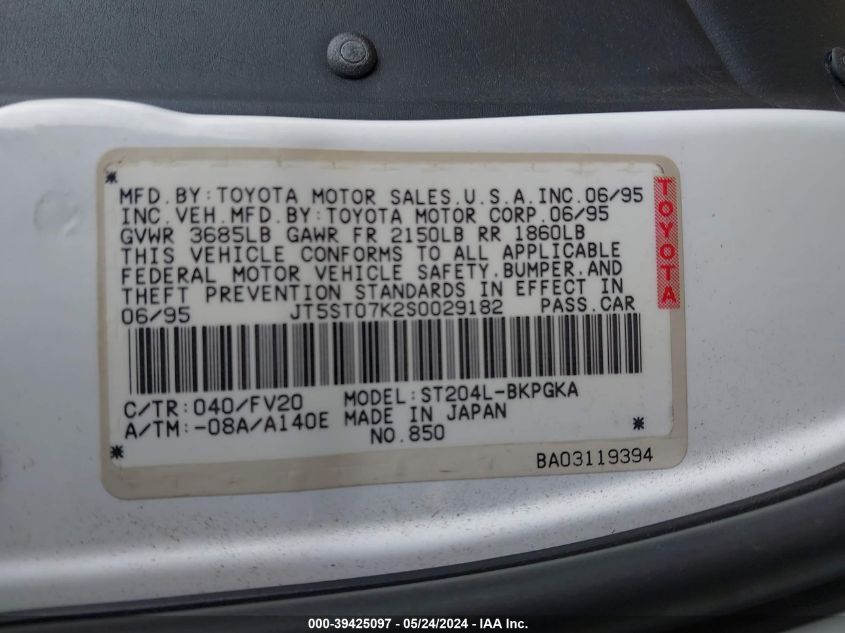 MFD.BY:TOYOTA MOTOR SALES.U.S.A.INC.06/95
INC.VEH.MFD.BY:TOYOTA MOTOR CORP.06/95
GVWR 3685LB GAWR FR 2150LB RR 1860LB
THIS VEHICLE CONFORMS TO ALL APPLICABLE
FEDERAL MOTOR VEHICLE SAFETY.BUMPER.AND
THEFT PREVENTION STANDARDS IN EFFECT IN
06/95 JT5ST07K2S0029182 PASS.CAR
TOYOTA
C/TR:040/FV20 MODEL:ST204L-BKPGKA
A/TM:-08A/A140E MADE IN JAPAN
NO.850
BA03119394
000-39425097 - 05/24/2024 - IAA Inc.